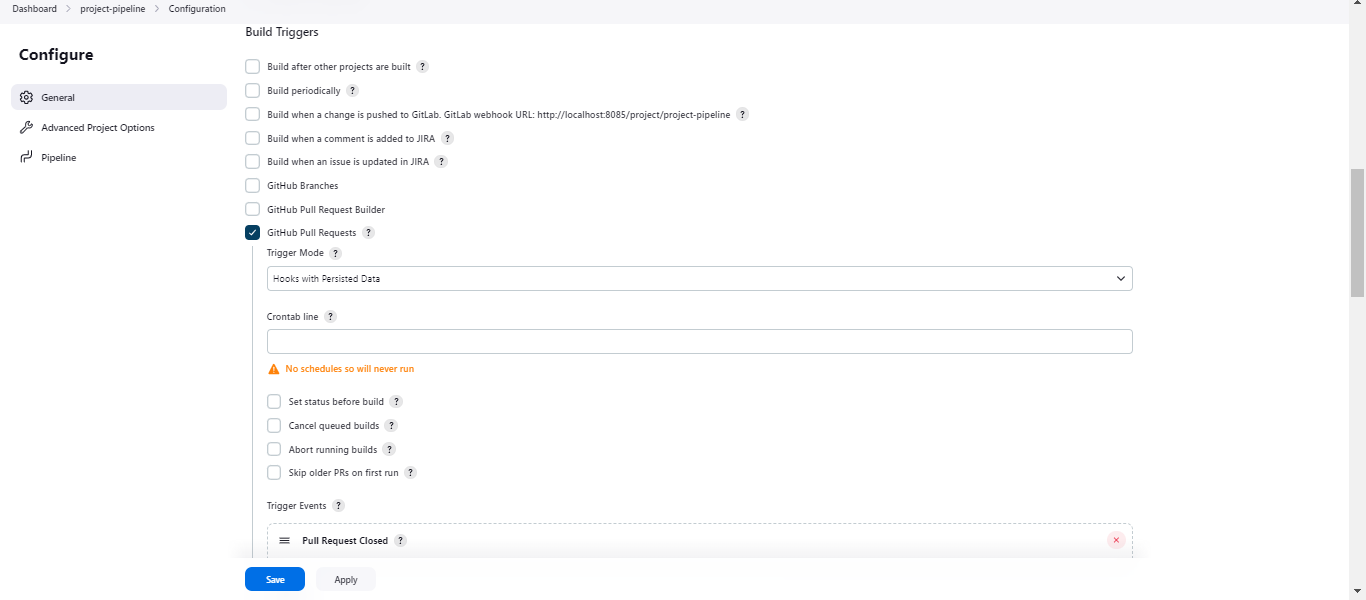 Dashboard > project-pipeline > Configuration
Configure
General
Advanced Project Options
Pipeline
Build Triggers
Build after other projects are built ?
Build periodically ?
Build when a change is pushed to GitLab. GitLab webhook URL: http://localhost:8085/project/project-pipeline ?
Build when a comment is added to JIRA ?
Build when an issue is updated in JIRA ?
GitHub Branches
GitHub Pull Request Builder
GitHub Pull Requests ?
Trigger Mode ?
Hooks with Persisted Data
Crontab line ?
No schedules so will never run
Set status before build ?
Cancel queued builds ?
Abort running builds ?
Skip older PRs on first run ?
Trigger Events ?
Pull Request Closed ?
Save Apply